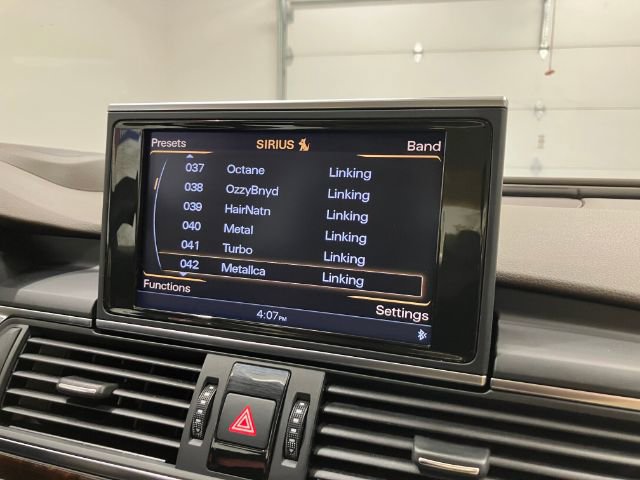 Presets SIRIUS Band
037 Octane Linking
038 OzzyBnyd Linking
039 HairNatn Linking
040 Metal Linking
041 Turbo Linking
042 Metallca Linking
Functions Settings
4:07PM